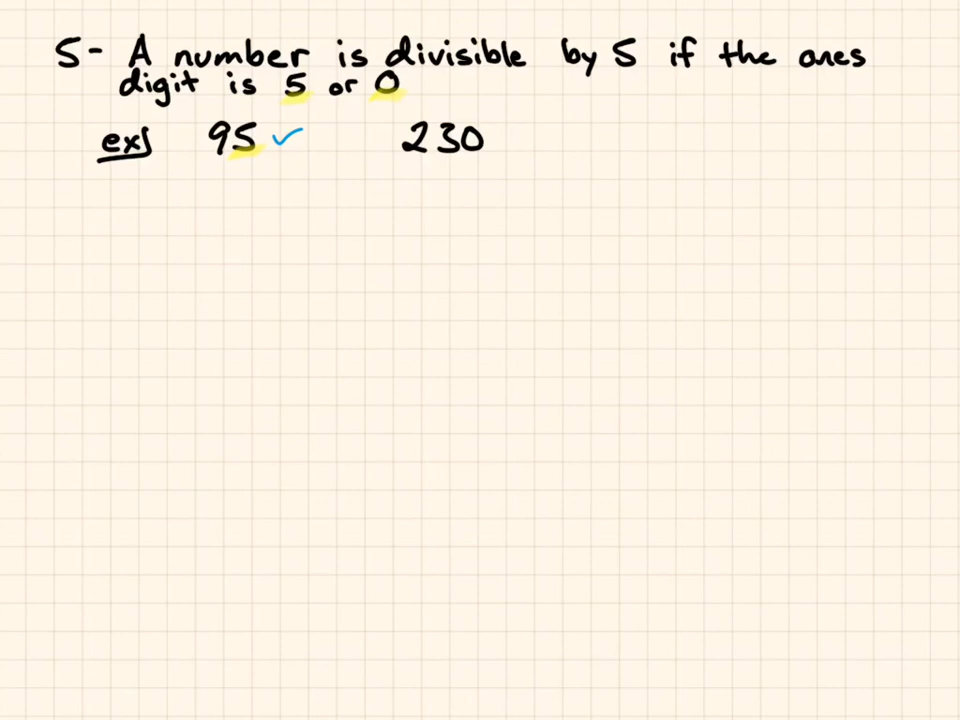 5- A number is divisible by 5 if the ones
digit is 5 or 0
ex) 95 ✓ 230